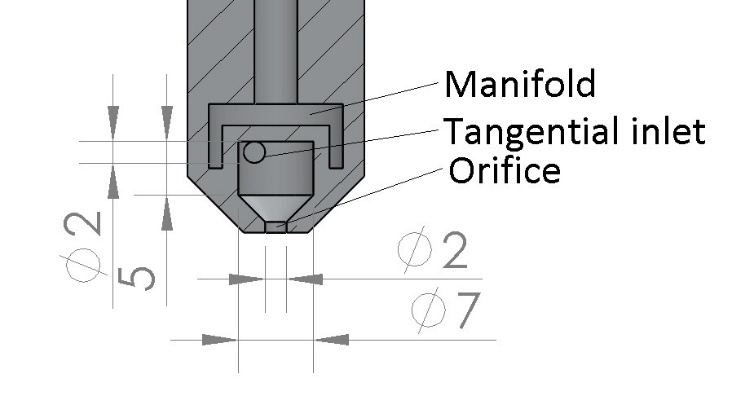 Manifold
Tangential inlet
Orifice
∅2
5
∅2
∅7